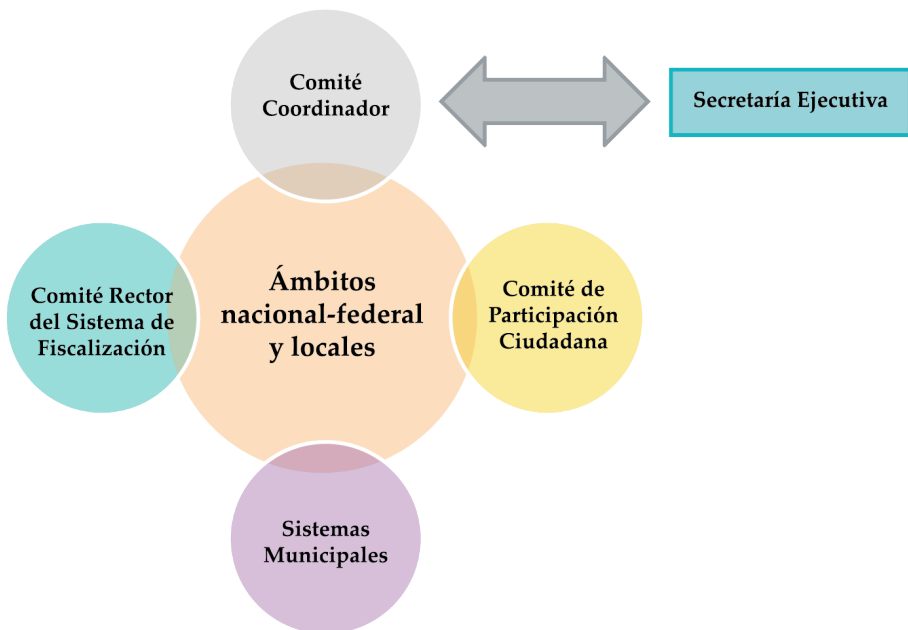 Comité
Coordinador
Secretaría Ejecutiva
Comité Rector
del Sistema de
Fiscalización
Ámbitos
nacional-federal
y locales
Comité de
Participación
Ciudadana
Sistemas
Municipales